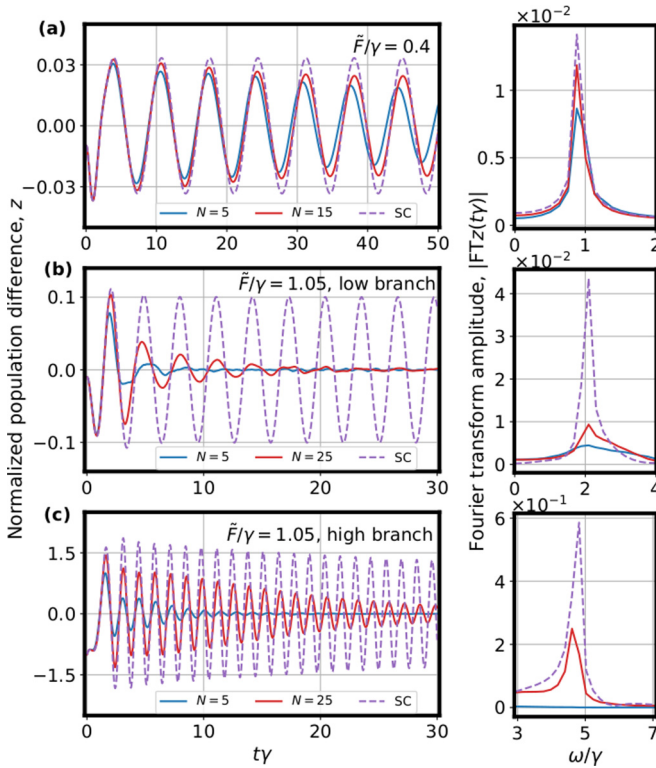 (a)
F̃/γ = 0.4
0.03
0.00
−0.03
N = 5 N = 15 SC
0 10 20 30 40 50
×10⁻²
1.0
0.5
0.0
0 1 2
Normalized population difference, z
(b)
F̃/γ = 1.05, low branch
0.1
0.0
−0.1
N = 5 N = 25 SC
0 10 20 30
Fourier transform amplitude, |FTz(tγ)|
×10⁻²
6
4
2
0
0 2 4
(c)
F̃/γ = 1.05, high branch
1.5
0.0
−1.5
N = 5 N = 25 SC
0 10 20 30
tγ
×10⁻¹
6
4
2
0
3 5 7
ω/γ